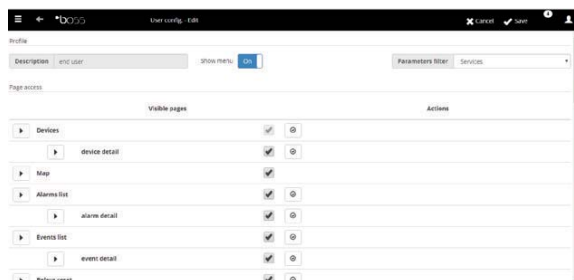 boss User config. - Edit Cancel Save
Profile
Description end user Show menu On Parameters filter Services
Page access
Visible pages Actions
Devices
device detail
Map
Alarms list
alarm detail
Events list
event detail